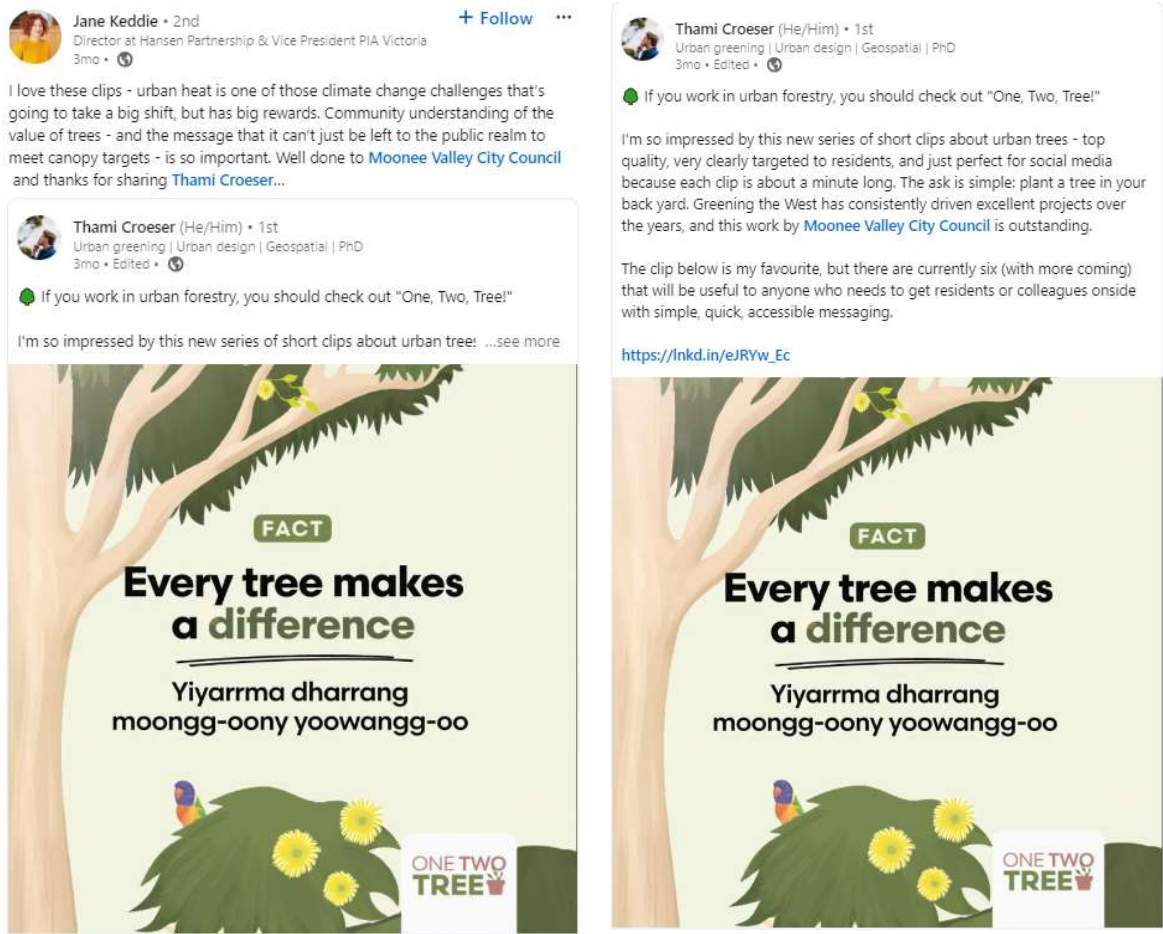 Jane Keddie • 2nd
Director at Hansen Partnership & Vice President PIA Victoria
3mo •
+ Follow
I love these clips - urban heat is one of those climate change challenges that's
going to take a big shift, but has big rewards. Community understanding of the
value of trees - and the message that it can't just be left to the public realm to
meet canopy targets - is so important. Well done to Moonee Valley City Council
and thanks for sharing Thami Croeser...
Thami Croeser (He/Him) • 1st
Urban greening | Urban design | Geospatial | PhD
3mo • Edited •
If you work in urban forestry, you should check out "One, Two, Tree!"
I'm so impressed by this new series of short clips about urban trees ...see more
FACT
Every tree makes
a difference
Yiyarrma dharrang
moongg-oony yoowangg-oo
ONE TWO
TREE
Thami Croeser (He/Him) • 1st
Urban greening | Urban design | Geospatial | PhD
3mo • Edited •
If you work in urban forestry, you should check out "One, Two, Tree!"
I'm so impressed by this new series of short clips about urban trees - top
quality, very clearly targeted to residents, and just perfect for social media
because each clip is about a minute long. The ask is simple: plant a tree in your
back yard. Greening the West has consistently driven excellent projects over
the years, and this work by Moonee Valley City Council is outstanding.
The clip below is my favourite, but there are currently six (with more coming)
that will be useful to anyone who needs to get residents or colleagues onside
with simple, quick, accessible messaging.
https://lnkd.in/eJRYw_Ec
FACT
Every tree makes
a difference
Yiyarrma dharrang
moongg-oony yoowangg-oo
ONE TWO
TREE